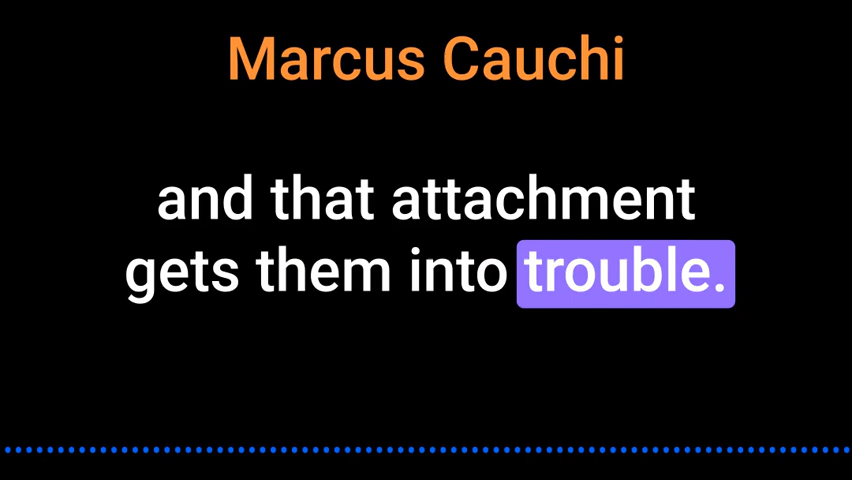 Marcus Cauchi
and that attachment
gets them into trouble.